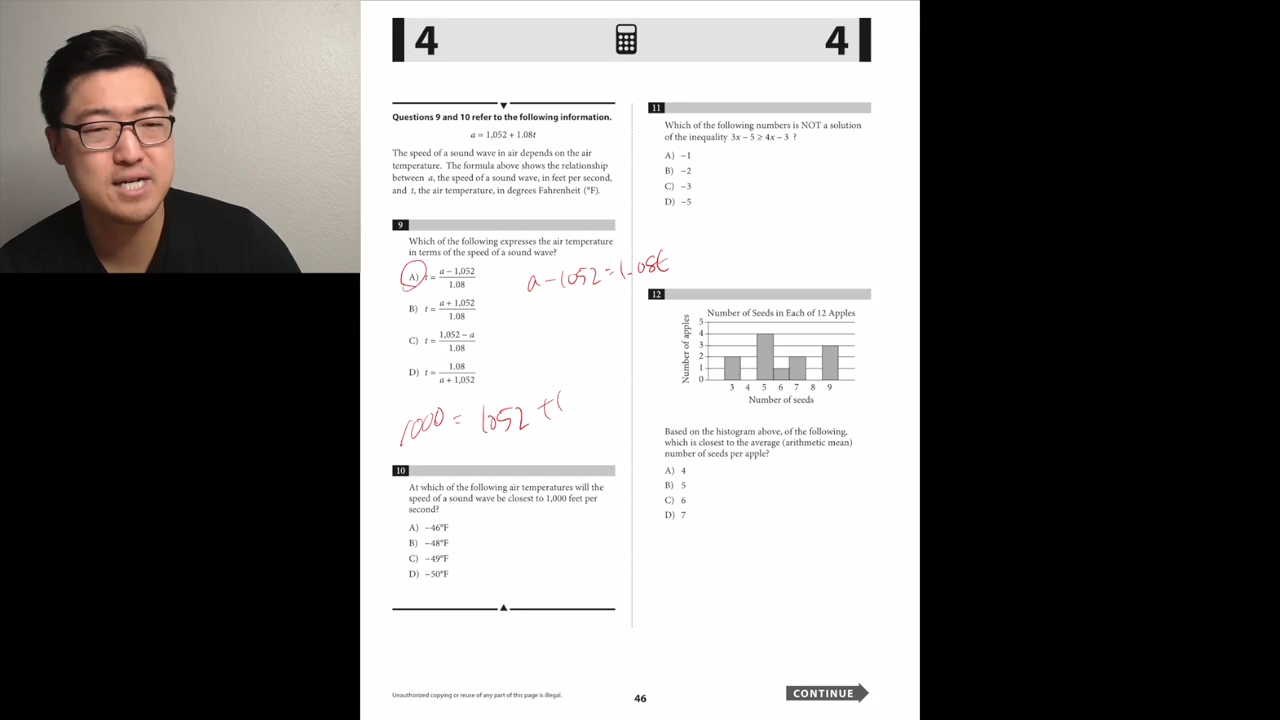 4
4
Questions 9 and 10 refer to the following information.
a = 1,052 + 1.08t
The speed of a sound wave in air depends on the air
temperature. The formula above shows the relationship
between a, the speed of a sound wave, in feet per second,
and t, the air temperature, in degrees Fahrenheit (°F).
9
Which of the following expresses the air temperature
in terms of the speed of a sound wave?
A) t = a − 1,052
1.08
B) t = a + 1,052
1.08
C) t = 1,052 − a
1.08
D) t = 1.08
a + 1,052
a − 1052 = 1.08t
1000 = 1052 + 1
10
At which of the following air temperatures will the
speed of a sound wave be closest to 1,000 feet per
second?
A) −46°F
B) −48°F
C) −49°F
D) −50°F
11
Which of the following numbers is NOT a solution
of the inequality 3x − 5 ≥ 4x − 3 ?
A) −1
B) −2
C) −3
D) −5
12
Number of Seeds in Each of 12 Apples
Number of apples
5
4
3
2
1
0
3 4 5 6 7 8 9
Number of seeds
Based on the histogram above, of the following,
which is closest to the average (arithmetic mean)
number of seeds per apple?
A) 4
B) 5
C) 6
D) 7
Unauthorized copying or reuse of any part of this page is illegal.
46
CONTINUE